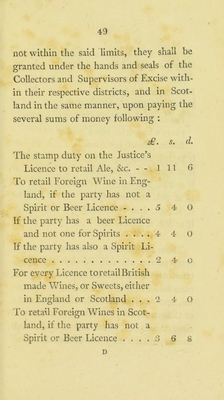 49
not within the said limits, they shall be
granted under the hands and seals of the
Collectors and Supervisors of Excise with-
in their respective districts, and in Scot-
land in the same manner, upon paying the
several sums of money following :
£. s. d.
The stamp duty on the Justice's
Licence to retail Ale, &c. - - 1 11 6
To retail Foreign Wine in Eng-
land, if the party has not a
Spirit or Beer Licence - . . . 5 4 0
If the party has a beer Licence
and not one for Spirits . . . . 4 4 0
If the party has also a Spirit Li-
cence . . . . . . . . . . . . . 2 4 0
For every Licence to retail British
made Wines, or Sweets, either
in England or Scotland . . . 2 4 0
To retail Foreign Wines in Scot-
land, if the party has not a
Spirit or Beer Licence . . . . 3 6 8
D